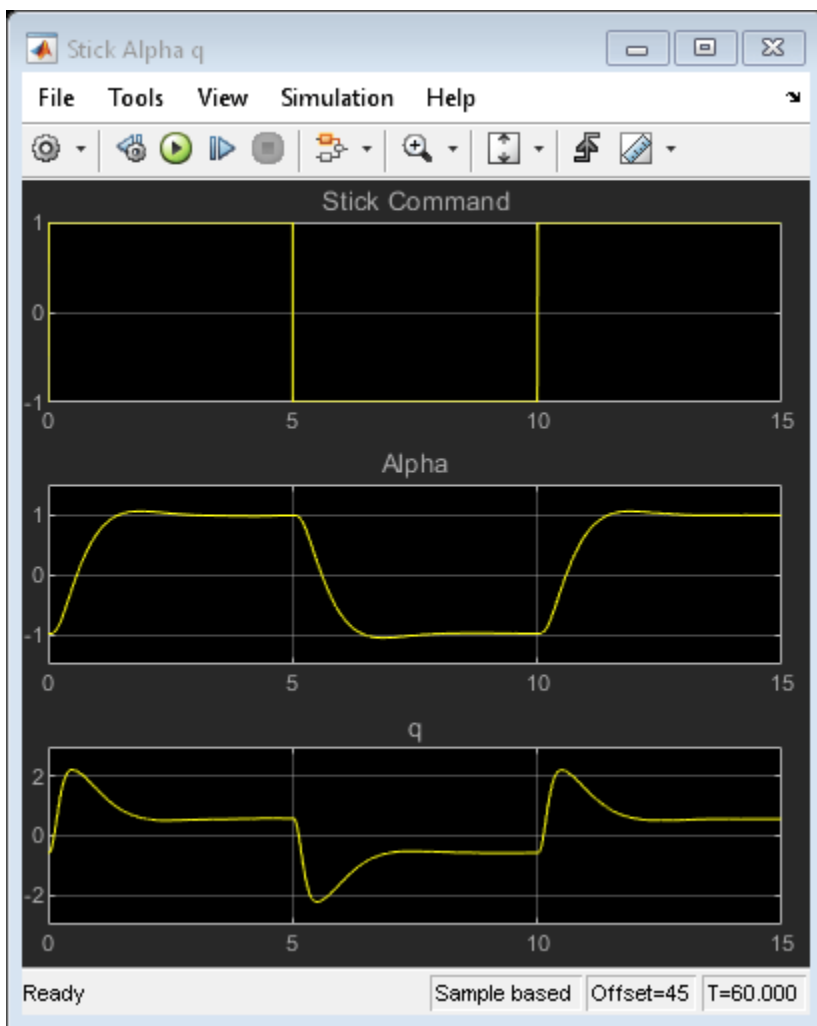 Stick Alpha q
File Tools View Simulation Help
Stick Command
1
0
-1
0 5 10 15
Alpha
1
0
-1
0 5 10 15
q
2
0
-2
0 5 10 15
Ready Sample based Offset=45 T=60.000